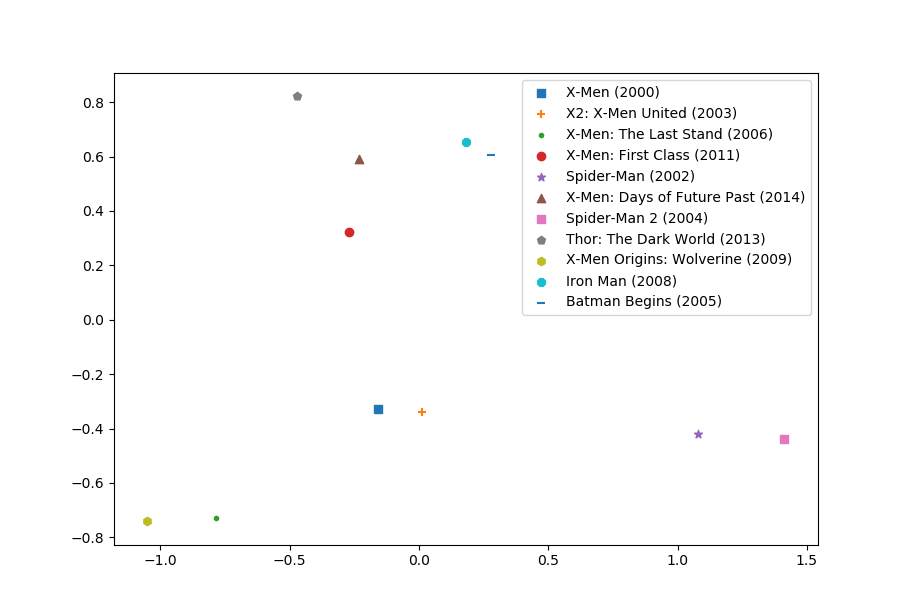 X-Men (2000)
X2: X-Men United (2003)
X-Men: The Last Stand (2006)
X-Men: First Class (2011)
Spider-Man (2002)
X-Men: Days of Future Past (2014)
Spider-Man 2 (2004)
Thor: The Dark World (2013)
X-Men Origins: Wolverine (2009)
Iron Man (2008)
Batman Begins (2005)
0.8
0.6
0.4
0.2
0.0
−0.2
−0.4
−0.6
−0.8
−1.0 −0.5 0.0 0.5 1.0 1.5